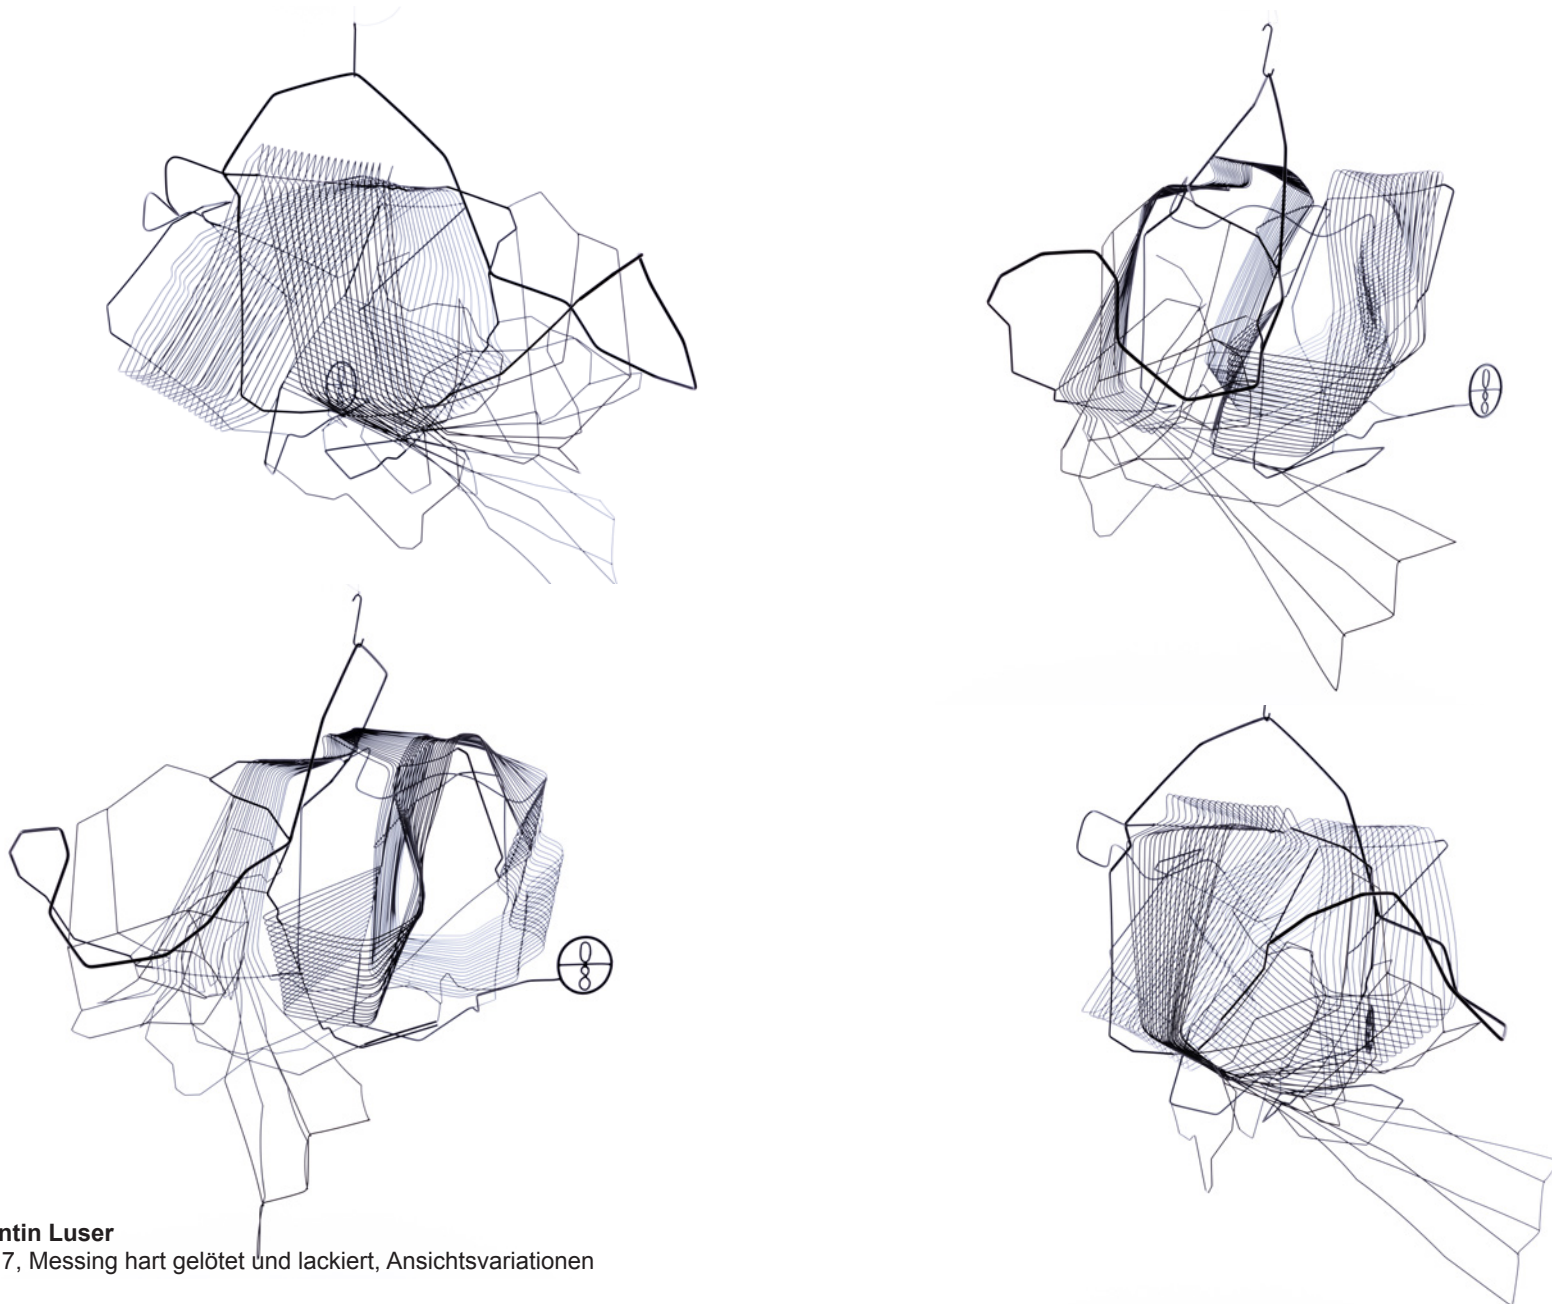 ntin Luser
7, Messing hart gelötet und lackiert, Ansichtsvariationen